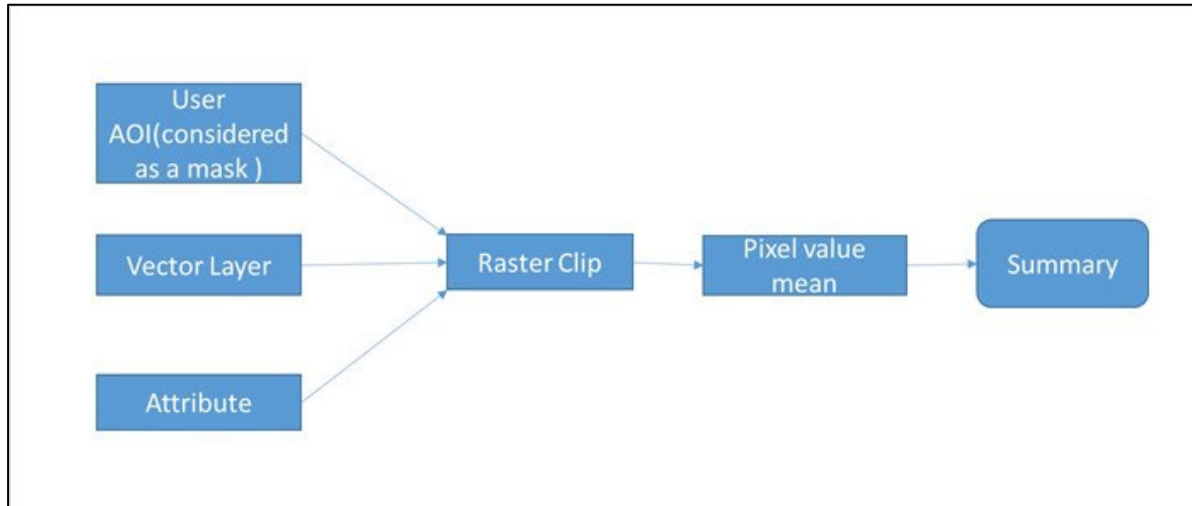 User
AOI(considered
as a mask )
Vector Layer
Attribute
Raster Clip
Pixel value
mean
Summary